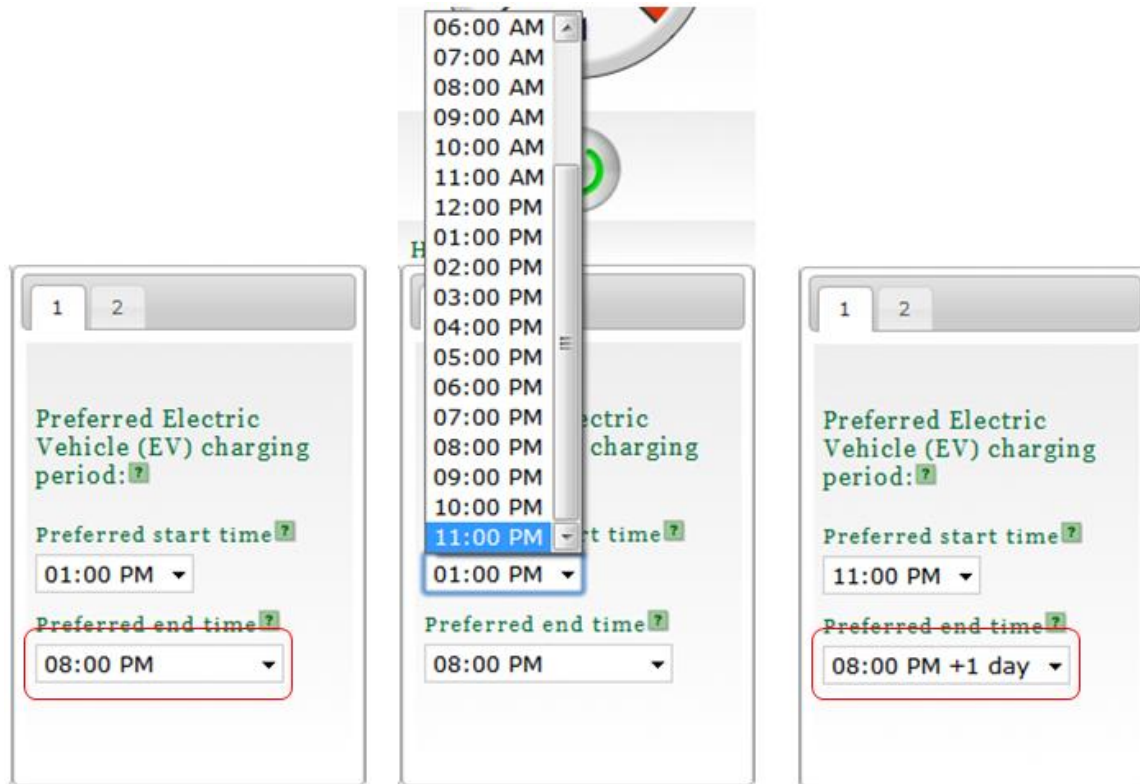 1 2
Preferred Electric
Vehicle (EV) charging
period: ?
Preferred start time ?
01:00 PM
Preferred end time ?
08:00 PM
06:00 AM
07:00 AM
08:00 AM
09:00 AM
10:00 AM
11:00 AM
12:00 PM
01:00 PM
02:00 PM
03:00 PM
04:00 PM
05:00 PM
06:00 PM
07:00 PM
08:00 PM
09:00 PM
10:00 PM
11:00 PM
H
ectric
charging
rt time ?
01:00 PM
Preferred end time ?
08:00 PM
1 2
Preferred Electric
Vehicle (EV) charging
period: ?
Preferred start time ?
11:00 PM
Preferred end time ?
08:00 PM +1 day